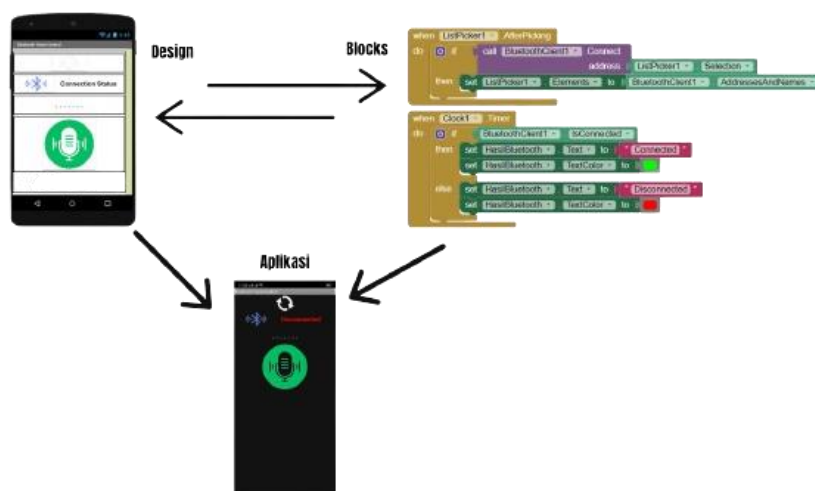 Design
Blocks
Connection Status
when ListPicker1 AfterPicking
do if call BluetoothClient1 Connect
address ListPicker1 Selection
then set ListPicker1 Elements to BluetoothClient1 AddressesAndNames
when Clock1 Timer
do if BluetoothClient1 IsConnected
then set HasilBluetooth Text to "Connected"
set HasilBluetooth TextColor to
else set HasilBluetooth Text to "Disconnected"
set HasilBluetooth TextColor to
Aplikasi
Disconnected